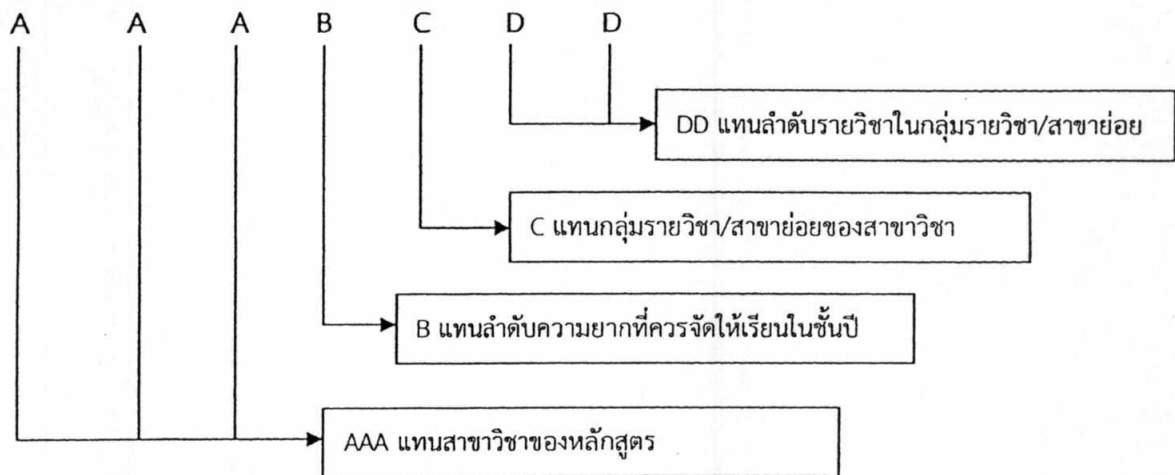 A A A B C D D
DD แทนลำดับรายวิชาในกลุ่มรายวิชา/สาขาย่อย
C แทนกลุ่มรายวิชา/สาขาย่อยของสาขาวิชา
B แทนลำดับความยากที่ควรจัดให้เรียนในชั้นปี
AAA แทนสาขาวิชาของหลักสูตร